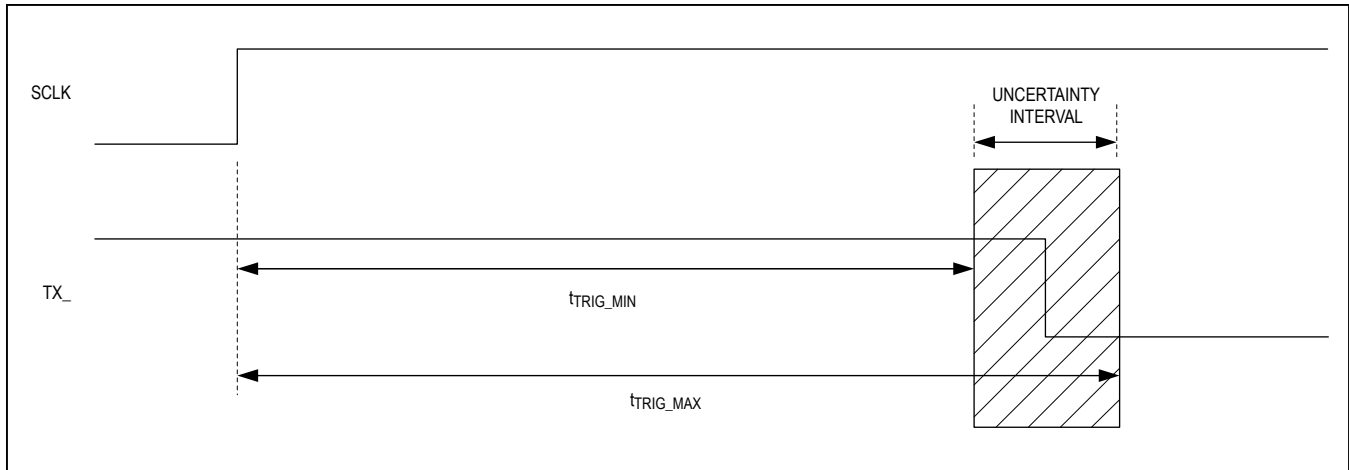 SCLK
UNCERTAINTY
INTERVAL
TX_
tTRIG_MIN
tTRIG_MAX